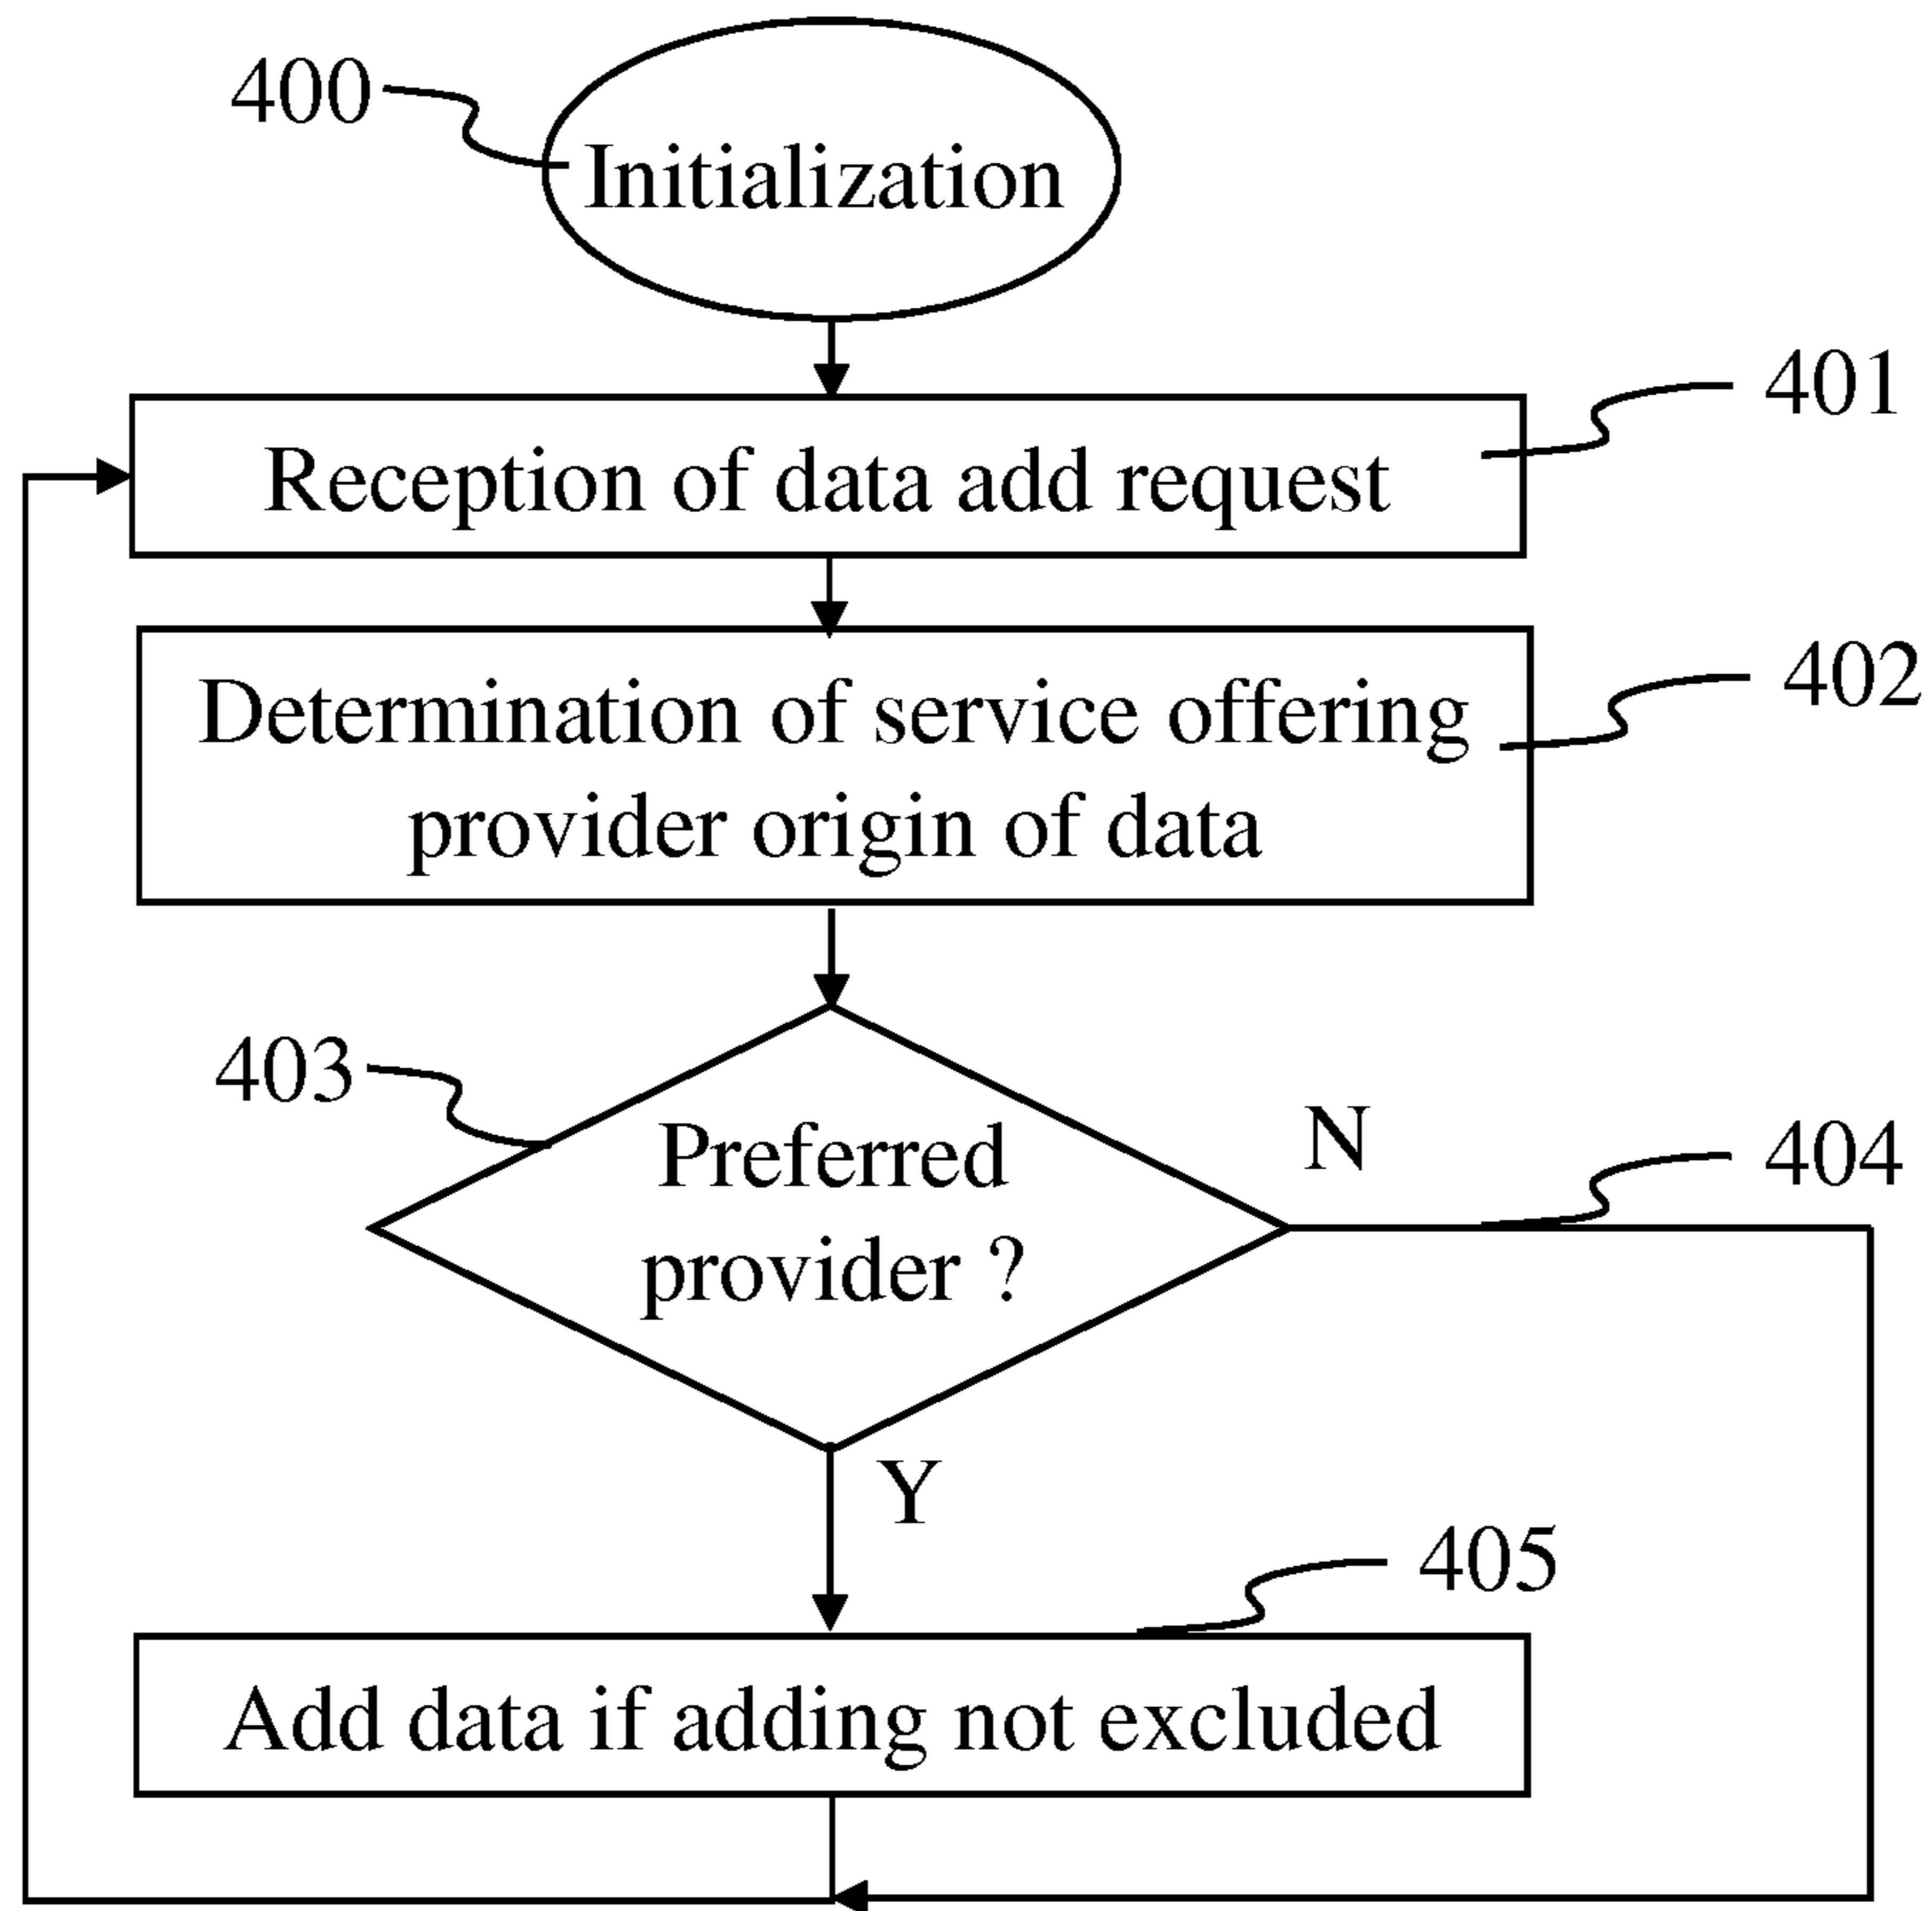 400
Initialization
401
Reception of data add request
402
Determination of service offering
provider origin of data
403
Preferred
provider ?
N
404
Y
405
Add data if adding not excluded